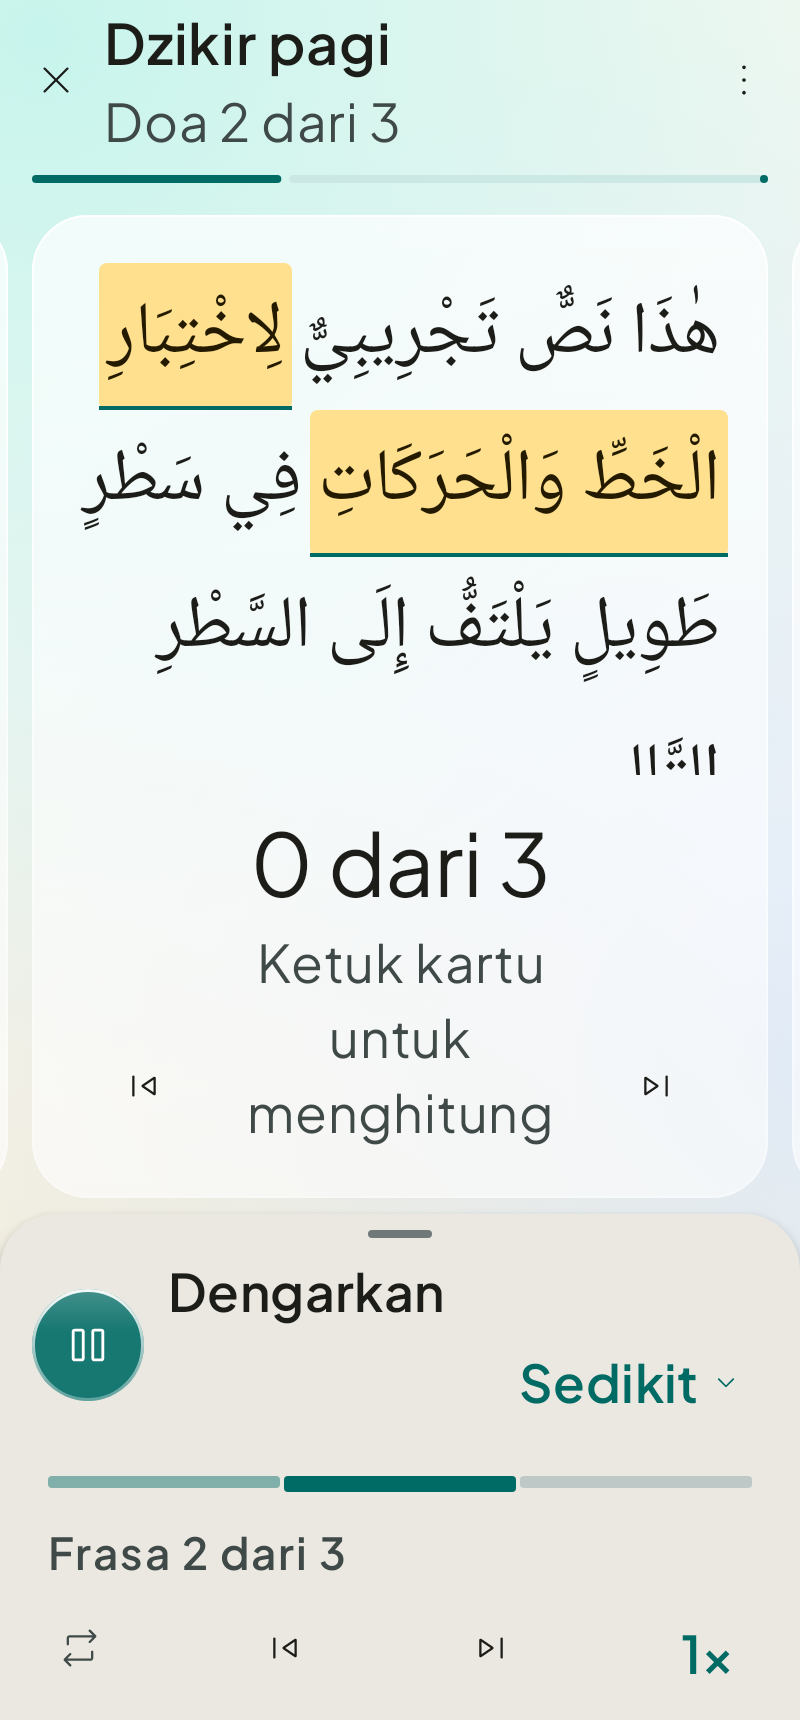 Dzikir pagi
Doa 2 dari 3
هٰذَا نَصٌّ تَجْرِيبِيٌّ لِاخْتِبَارِ
الْخَطِّ وَالْحَرَكَاتِ فِي سَطْرٍ
طَوِيلٍ يَلْتَفُّ إِلَى السَّطْرِ
0 dari 3
Ketuk kartu
untuk
menghitung
Dengarkan
Sedikit
Frasa 2 dari 3
1×